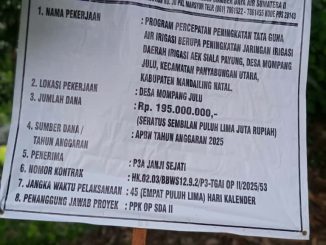 SUMATERA II
1. NAMA PEKERJAAN : PROGRAM PERCEPATAN PENINGKATAN TATA GUNA
AIR IRIGASI BERUPA PENINGKATAN JARINGAN IRIGASI
DAERAH IRIGASI AEK SIALA PAYUNG, DESA MOMPANG
JULU, KECAMATAN PANYABUNGAN UTARA,
KABUPATEN MANDAILING NATAL.
2. LOKASI PEKERJAAN : DESA MOMPANG JULU
3. JUMLAH DANA : Rp. 195.000.000,-
(SERATUS SEMBILAN PULUH LIMA JUTA RUPIAH)
4. SUMBER DANA / : APBN TAHUN ANGGARAN 2025
TAHUN ANGGARAN
5. PENERIMA : P3A JANJI SEJATI
6. NOMOR KONTRAK : HK.02.03/BBWS12.9.2/P3-TGAI OP II/2025/53
7. JANGKA WAKTU PELAKSANAAN : 45 (EMPAT PULUH LIMA) HARI KALENDER
8. PENANGGUNG JAWAB PROYEK : PPK OP SDA II